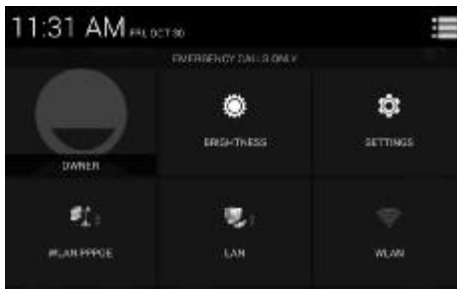 11:31 AM FRI, OCT 30
EMERGENCY CALLS ONLY
OWNER
BRIGHTNESS
SETTINGS
WLAN PPPOE
LAN
WLAN